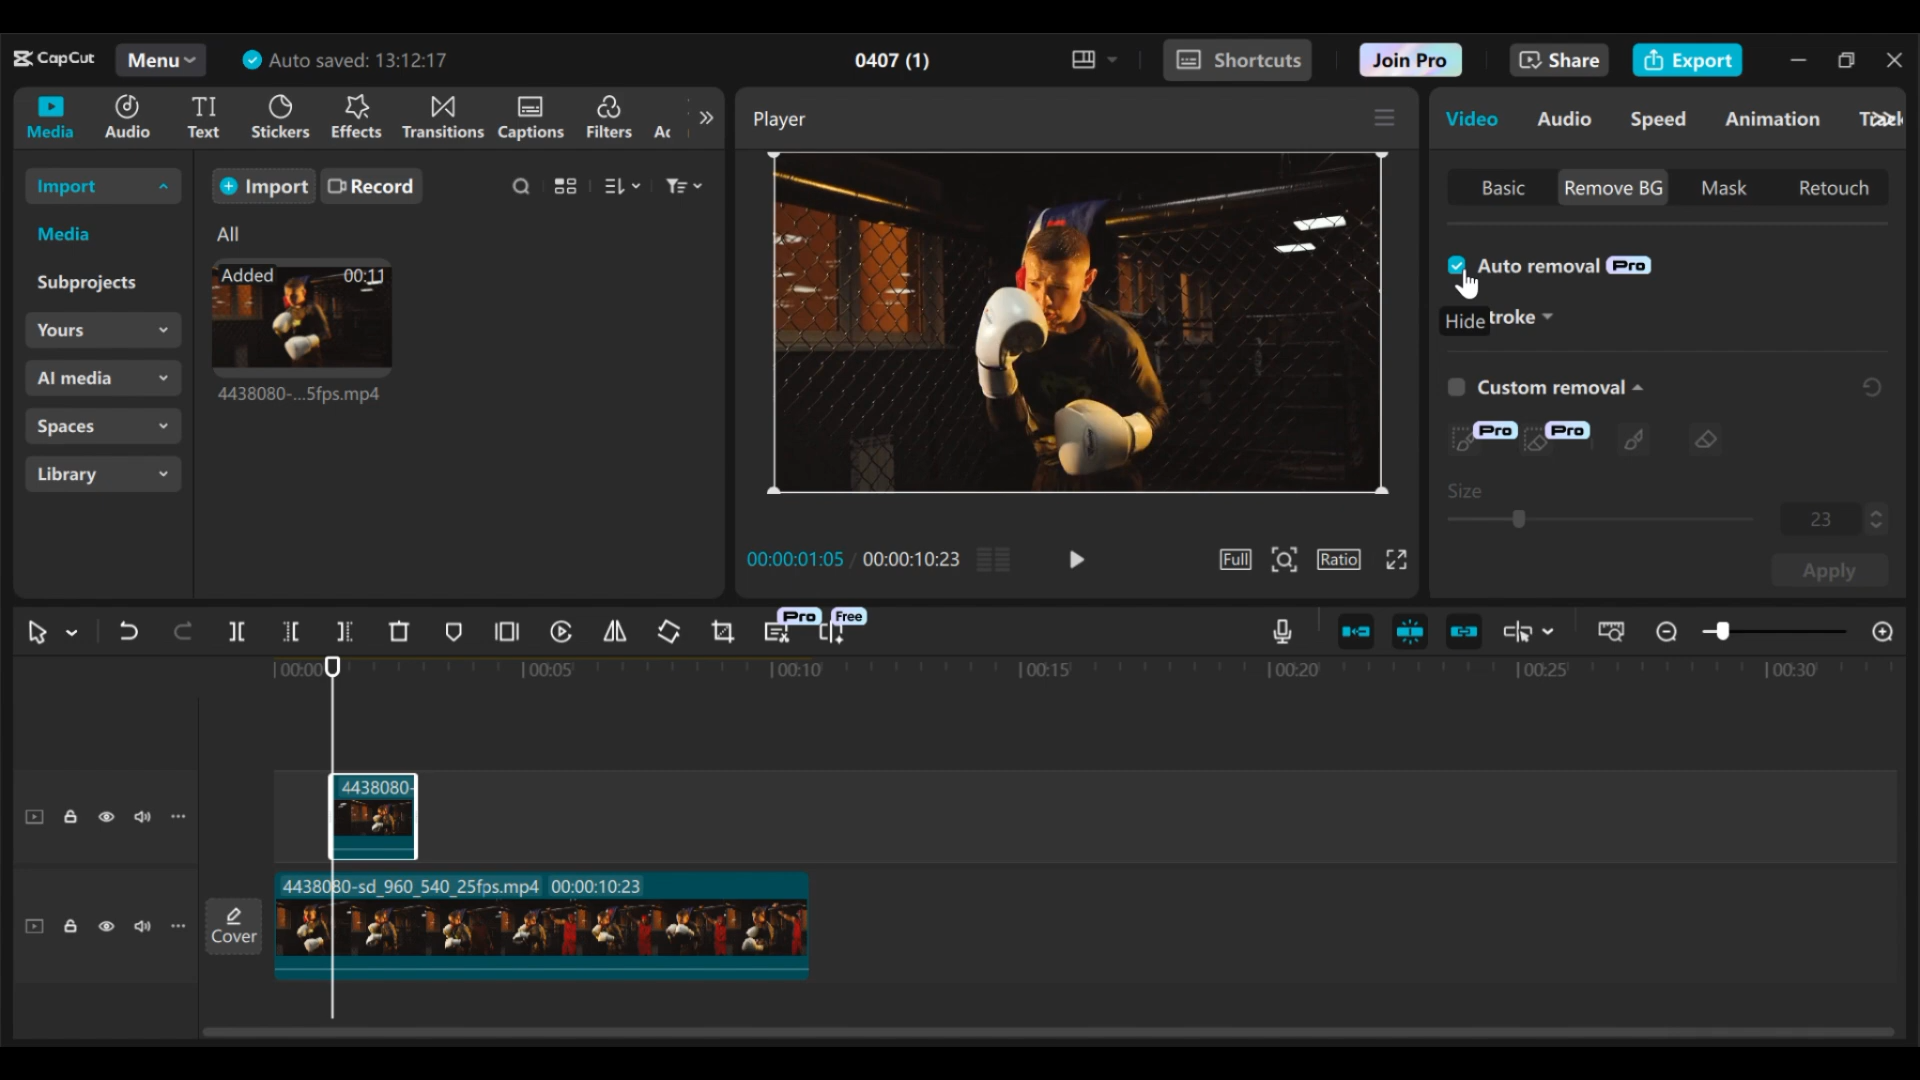 CapCut
Menu
Auto saved: 13:12:17
0407 (1)
Shortcuts
Join Pro
Share
Export
Media
Audio
Text
Stickers
Effects
Transitions
Captions
Filters
Player
Video
Audio
Speed
Animation
Import
Media
Subprojects
Yours
AI media
Spaces
Library
Import
Record
All
Added
00:11
4438080-...5fps.mp4
00:00:01:05 / 00:00:10:23
Full
Ratio
Basic
Remove BG
Mask
Retouch
Auto removal Pro
Hide
troke
Custom removal
Pro
Pro
Size
23
Apply
Pro
Free
00:00
00:05
00:10
00:15
00:20
00:25
00:30
4438080-
4438080-sd_960_540_25fps.mp4 00:00:10:23
Cover